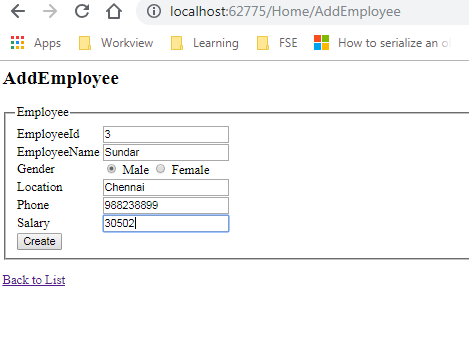 localhost:62775/Home/AddEmployee
Apps Workview Learning FSE How to serialize an o
AddEmployee
Employee
EmployeeId 3
EmployeeName Sundar
Gender Male Female
Location Chennai
Phone 988238899
Salary 30502
Create
Back to List